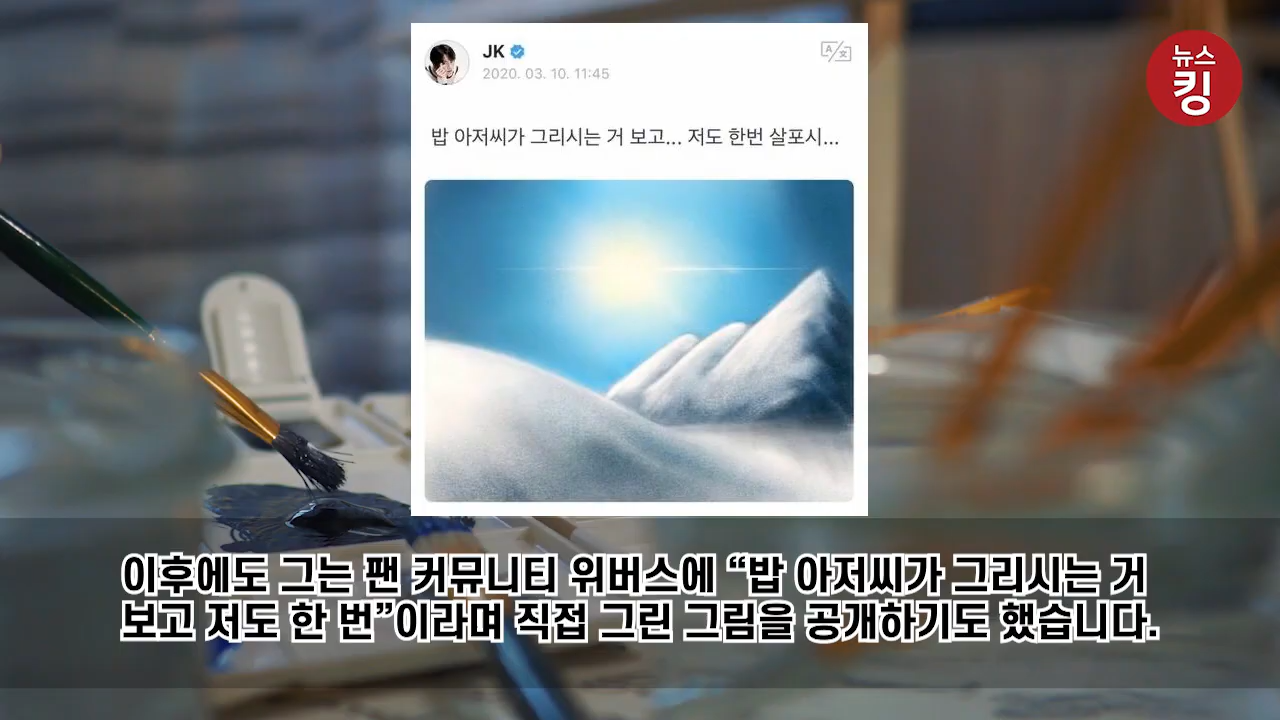 뉴스
킹
JK
2020. 03. 10. 11:45
밥 아저씨가 그리시는 거 보고... 저도 한번 살포시...
이후에도 그는 팬 커뮤니티 위버스에 “밥 아저씨가 그리시는 거
보고 저도 한 번”이라며 직접 그린 그림을 공개하기도 했습니다.